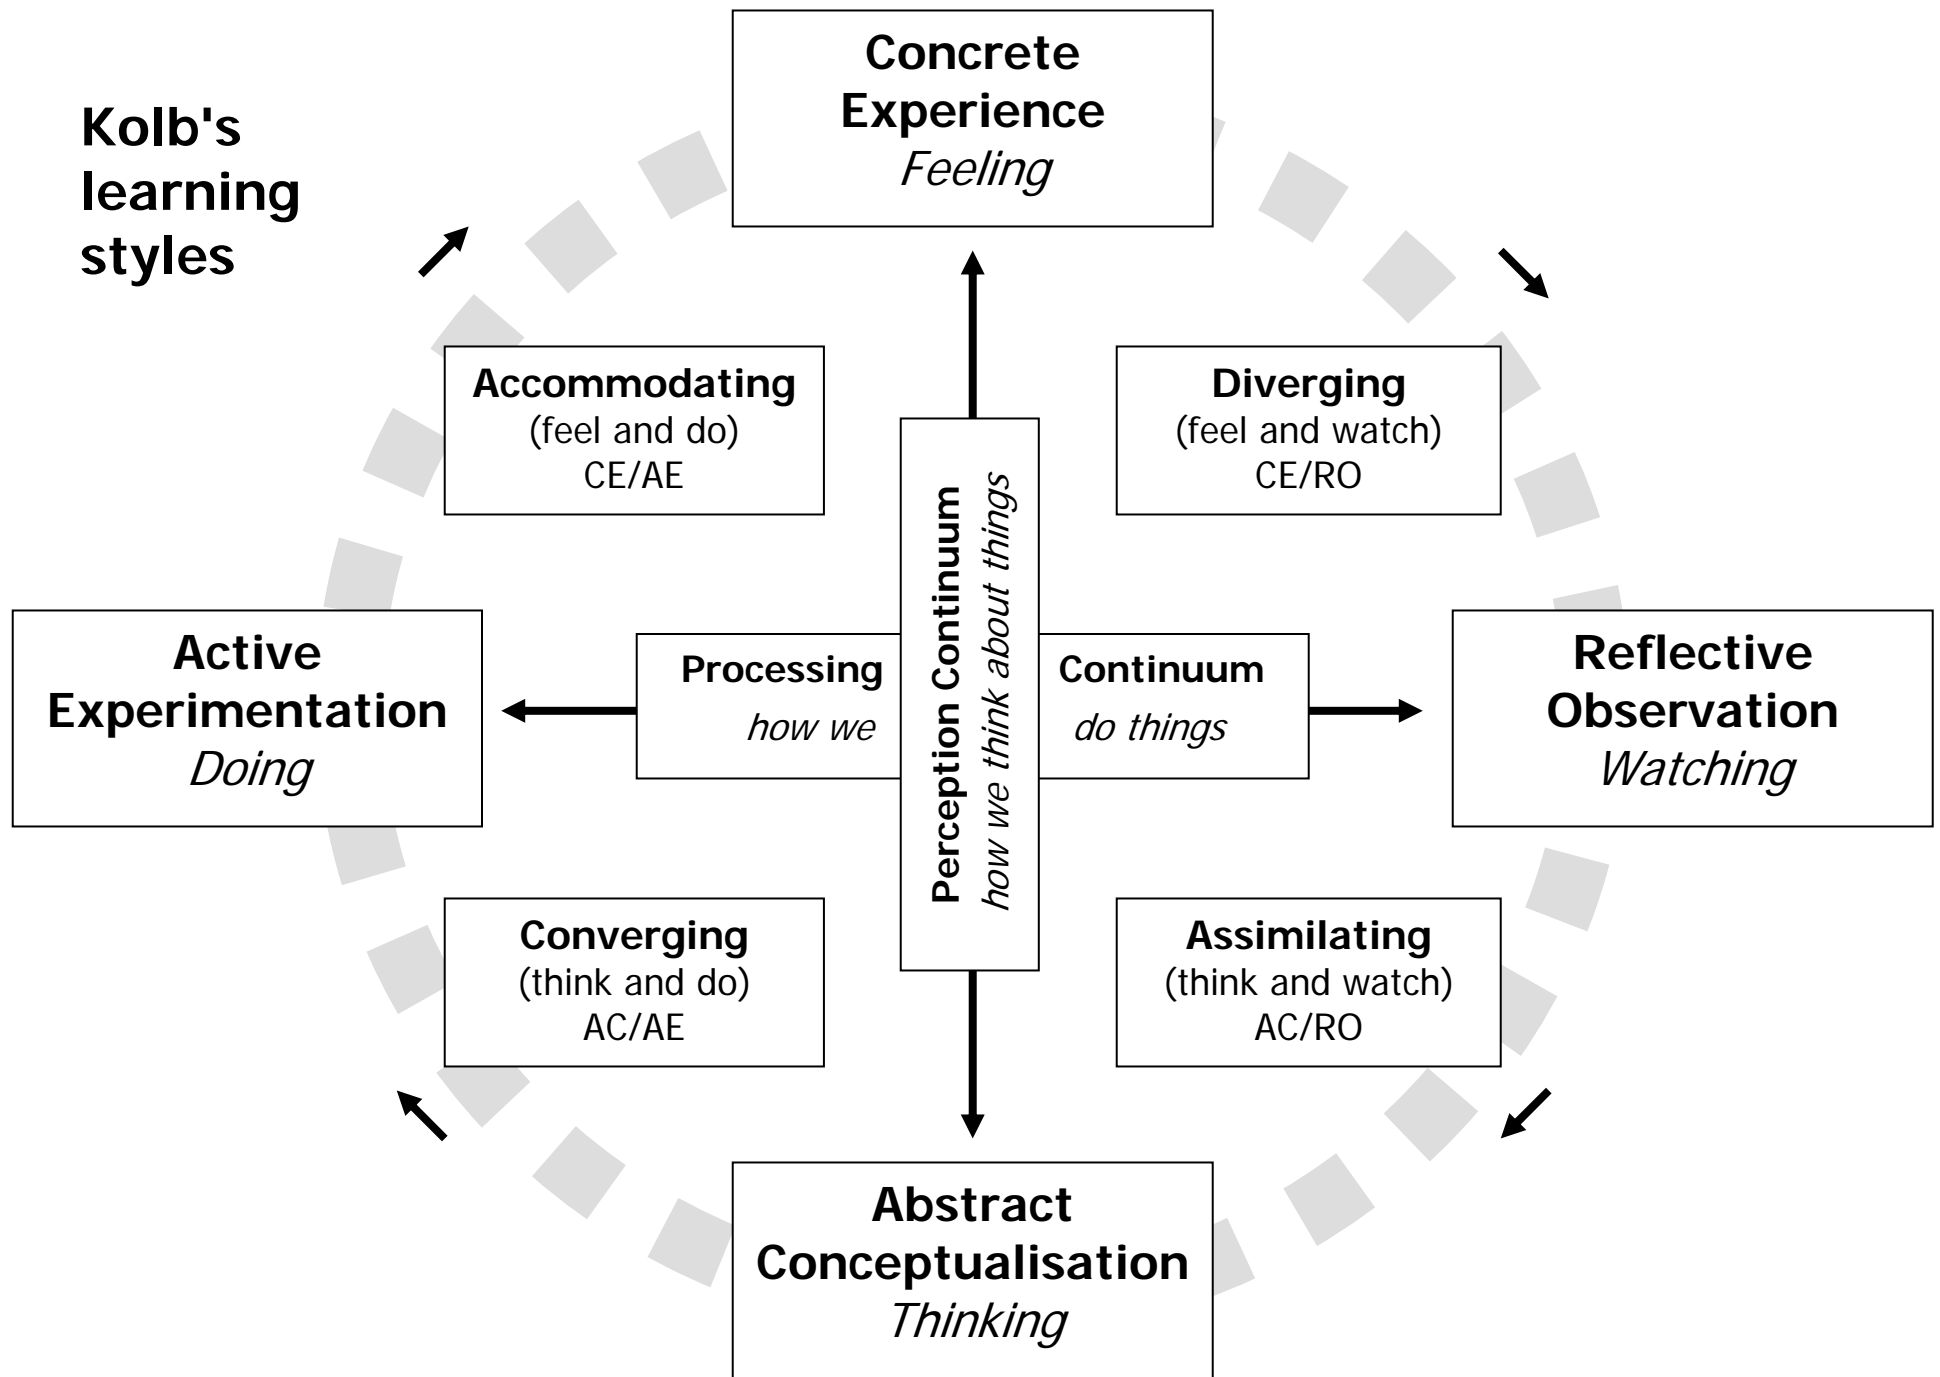 Kolb's
learning
styles
Concrete
Experience
Feeling
Accommodating
(feel and do)
CE/AE
Diverging
(feel and watch)
CE/RO
Active
Experimentation
Doing
Processing
how we
Perception Continuum
how we think about things
Continuum
do things
Reflective
Observation
Watching
Converging
(think and do)
AC/AE
Assimilating
(think and watch)
AC/RO
Abstract
Conceptualisation
Thinking